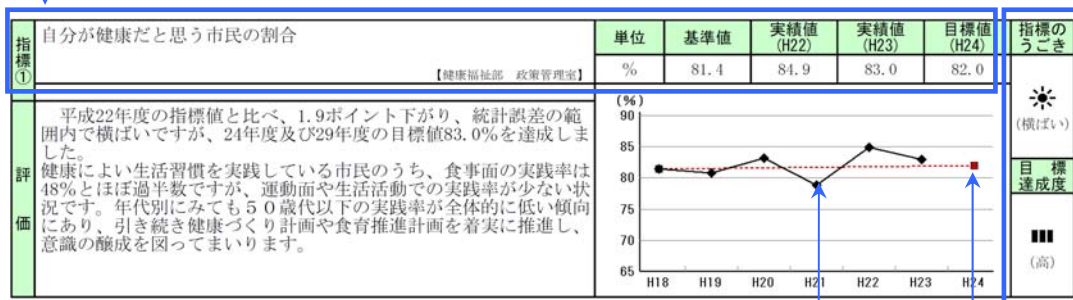 指標①
自分が健康だと思う市民の割合
【健康福祉部 政策管理室】
単位 基準値 実績値(H22) 実績値(H23) 目標値(H24)
% 81.4 84.9 83.0 82.0
指標のうごき
(横ばい)
目標達成度
(高)
評価
平成22年度の指標値と比べ、1.9ポイント下がり、統計誤差の範
囲内で横ばいですが、24年度及び29年度の目標値83.0%を達成しま
した。
健康によい生活習慣を実践している市民のうち、食事面の実践率は
48%とほぼ過半数ですが、運動面や生活活動での実践率が少ない状
況です。年代別にみても５０歳代以下の実践率が全体的に低い傾向
にあり、引き続き健康づくり計画や食育推進計画を着実に推進し、
意識の醸成を図ってまいります。
(%)
90
85
80
75
70
65
H18 H19 H20 H21 H22 H23 H24